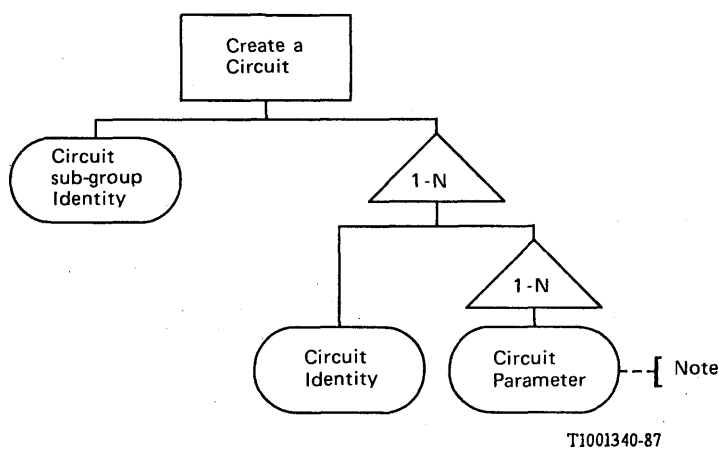 Create a
Circuit
Circuit
sub-group
Identity
1-N
1-N
Circuit
Identity
Circuit
Parameter
Note
T1001340-87